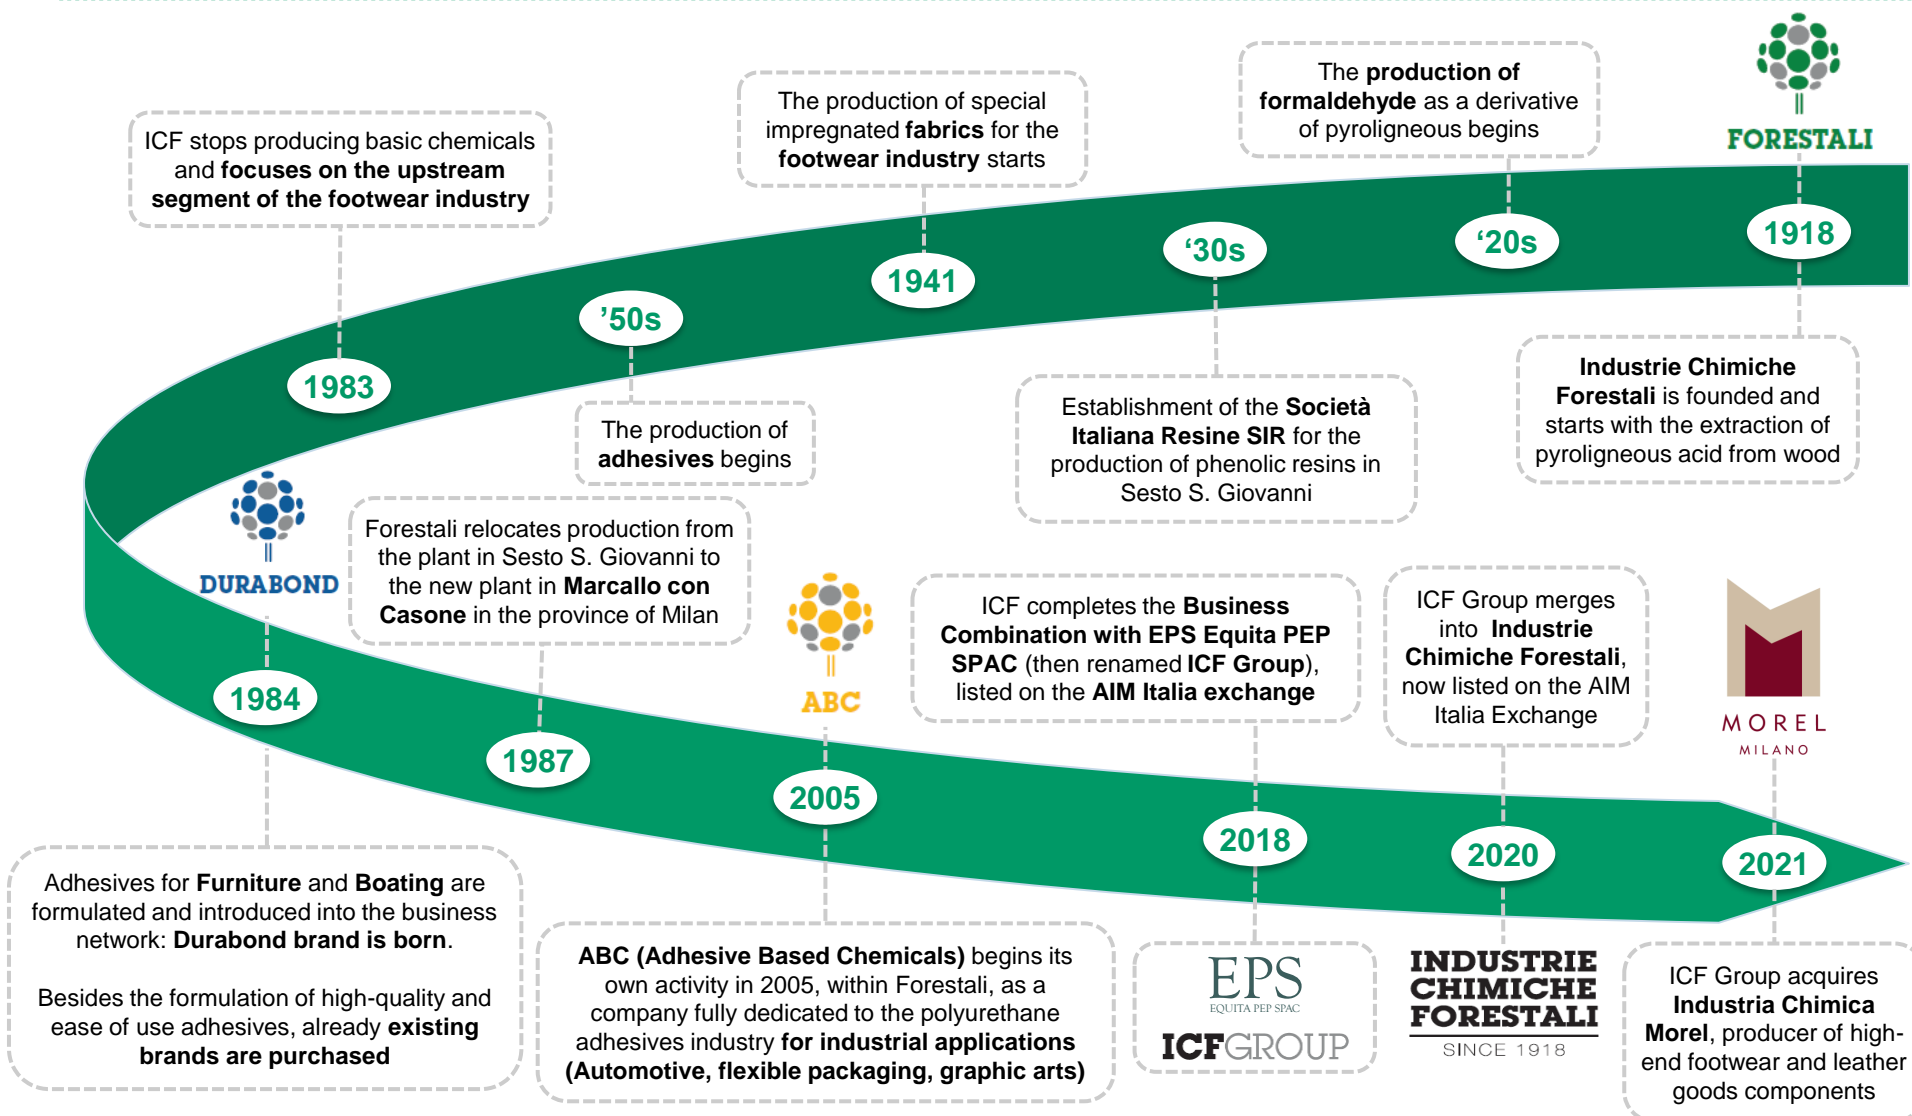 FORESTALI
1918
Industrie Chimiche
Forestali is founded and
starts with the extraction of
pyroligneous acid from wood
The production of
formaldehyde as a derivative
of pyroligneous begins
‘20s
‘30s
Establishment of the Società
Italiana Resine SIR for the
production of phenolic resins in
Sesto S. Giovanni
The production of special
impregnated fabrics for the
footwear industry starts
1941
’50s
The production of
adhesives begins
ICF stops producing basic chemicals
and focuses on the upstream
segment of the footwear industry
1983
DURABOND
1984
Adhesives for Furniture and Boating are
formulated and introduced into the business
network: Durabond brand is born.
Besides the formulation of high-quality and
ease of use adhesives, already existing
brands are purchased
Forestali relocates production from
the plant in Sesto S. Giovanni to
the new plant in Marcallo con
Casone in the province of Milan
1987
ABC
2005
ABC (Adhesive Based Chemicals) begins its
own activity in 2005, within Forestali, as a
company fully dedicated to the polyurethane
adhesives industry for industrial applications
(Automotive, flexible packaging, graphic arts)
ICF completes the Business
Combination with EPS Equita PEP
SPAC (then renamed ICF Group),
listed on the AIM Italia exchange
2018
EPS
EQUITA PEP SPAC
ICFGROUP
ICF Group merges
into Industrie
Chimiche Forestali,
now listed on the AIM
Italia Exchange
2020
INDUSTRIE
CHIMICHE
FORESTALI
SINCE 1918
MOREL
MILANO
2021
ICF Group acquires
Industria Chimica
Morel, producer of high-
end footwear and leather
goods components